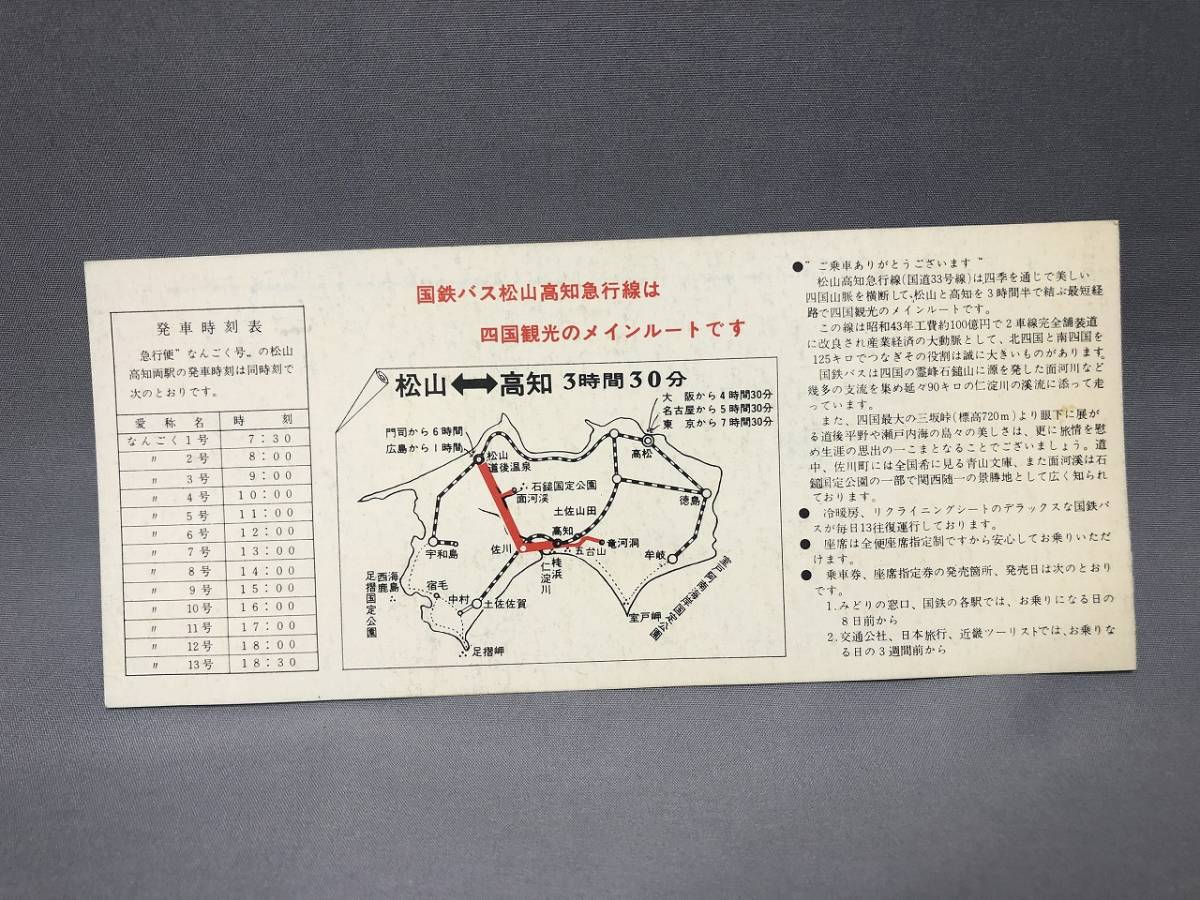 国鉄バス松山高知急行線は
四国観光のメインルートです
発車時刻表
急行便”なんごく号〟の松山
高知両駅の発車時刻は同時刻で
次のとおりです。
愛称名 時刻
なんごく1号 7:30
〃 2号 8:00
〃 3号 9:00
〃 4号 10:00
〃 5号 11:00
〃 6号 12:00
〃 7号 13:00
〃 8号 14:00
〃 9号 15:00
〃 10号 16:00
〃 11号 17:00
〃 12号 18:00
〃 13号 18:30
松山⟷高知 3時間30分
大阪から4時間30分
名古屋から5時間30分
東京から7時間30分
門司から6時間
広島から1時間
松山
道後温泉
高松
石鎚国定公園
面河渓
土佐山田
徳島
高知
宇和島
佐川
竜河洞
五台山
桟浜
仁淀川
牟岐
西海
鹿島
足摺国定公園
宿毛
中村
土佐佐賀
室戸岬
室戸阿南海岸国定公園
足摺岬
●”ご乗車ありがとうございます〟
松山高知急行線(国道33号線)は四季を通じで美しい
四国山脈を横断して、松山と高知を3時間半で結ぶ最短経
路で四国観光のメインルートです。
この線は昭和43年工費約100億円で2車線完全舗装道
に改良され産業経済の大動脈として、北四国と南四国を
125キロでつなぎその役割は誠に大きいものがあります。
国鉄バスは四国の霊峰石鎚山に源を発した面河川など
幾多の支流を集め延々90キロの仁淀川の渓流に添って走
っています。
また、四国最大の三坂峠(標高720m)より眼下に展が
る道後平野や瀬戸内海の島々の美しさは、更に旅情を慰
め生涯の思出の一こまとなることでございましょう。道
中、佐川町には全国希に見る青山文庫、また面河溪は石
鎚国定公園の一部で関西随一の景勝地として広く知られ
ております。
● 冷暖房、リクライニングシートのデラックスな国鉄バ
スが毎日13往復運行しております。
● 座席は全便座席指定制ですから安心してお乗りいただ
けます。
● 乗車券、座席指定券の発売箇所、発売日は次のとおり
です。
1.みどりの窓口、国鉄の各駅では、お乗りになる日の
8日前から
2.交通公社、日本旅行、近畿ツーリストでは、お乗りな
る日の3週間前から